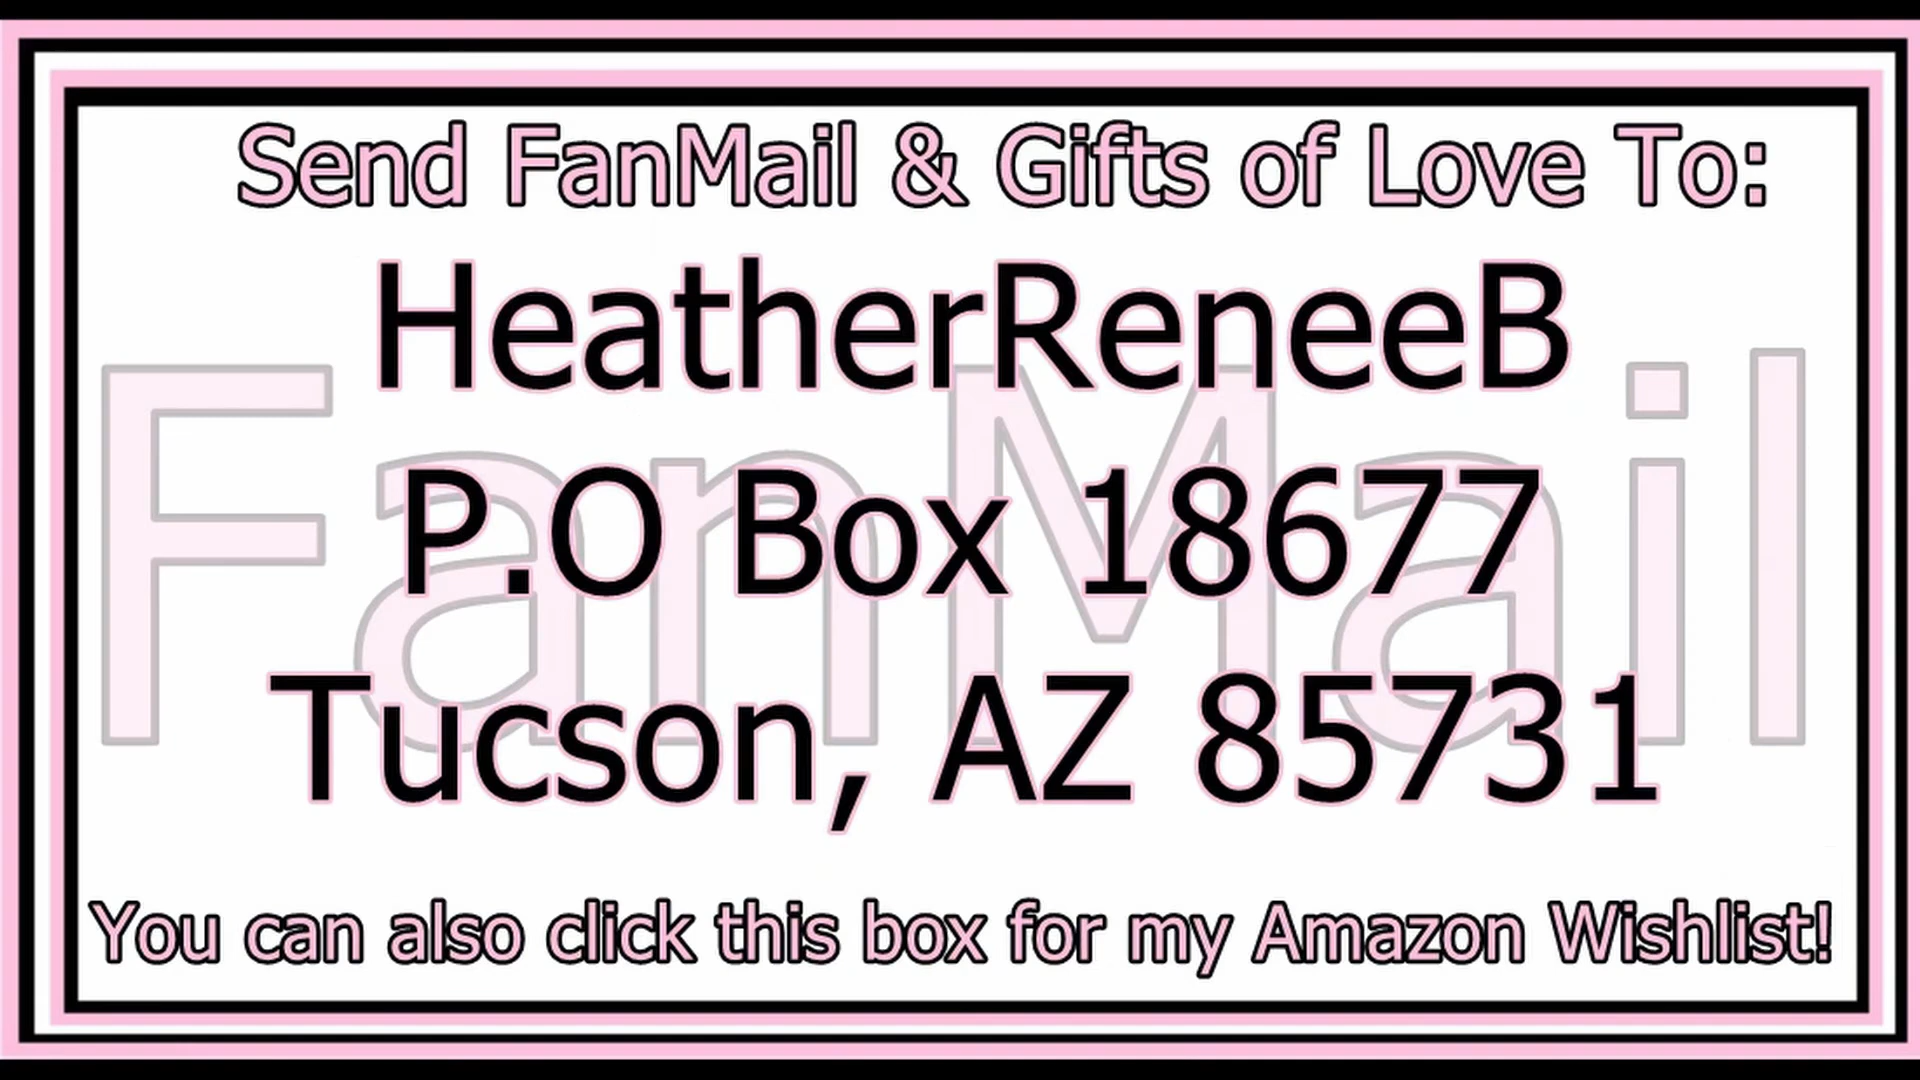 Send FanMail & Gifts of Love To:
HeatherReneeB
FanMail
P.O Box 18677
Tucson, AZ 85731
You can also click this box for my Amazon Wishlist!